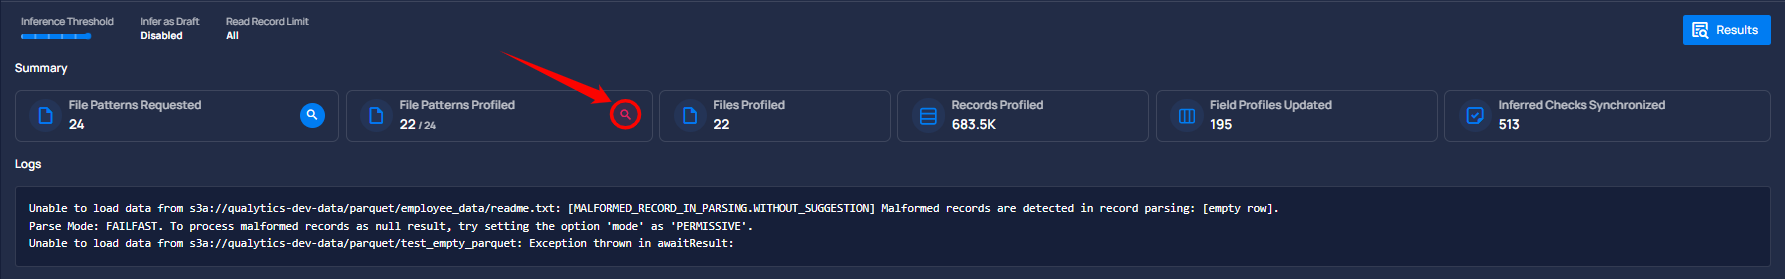 Inference Threshold
Infer as Draft
Disabled
Read Record Limit
All
Results
Summary
File Patterns Requested
24
File Patterns Profiled
22 / 24
Files Profiled
22
Records Profiled
683.5K
Field Profiles Updated
195
Inferred Checks Synchronized
513
Logs
Unable to load data from s3a://qualytics-dev-data/parquet/employee_data/readme.txt: [MALFORMED_RECORD_IN_PARSING.WITHOUT_SUGGESTION] Malformed records are detected in record parsing: [empty row].
Parse Mode: FAILFAST. To process malformed records as null result, try setting the option 'mode' as 'PERMISSIVE'.
Unable to load data from s3a://qualytics-dev-data/parquet/test_empty_parquet: Exception thrown in awaitResult: